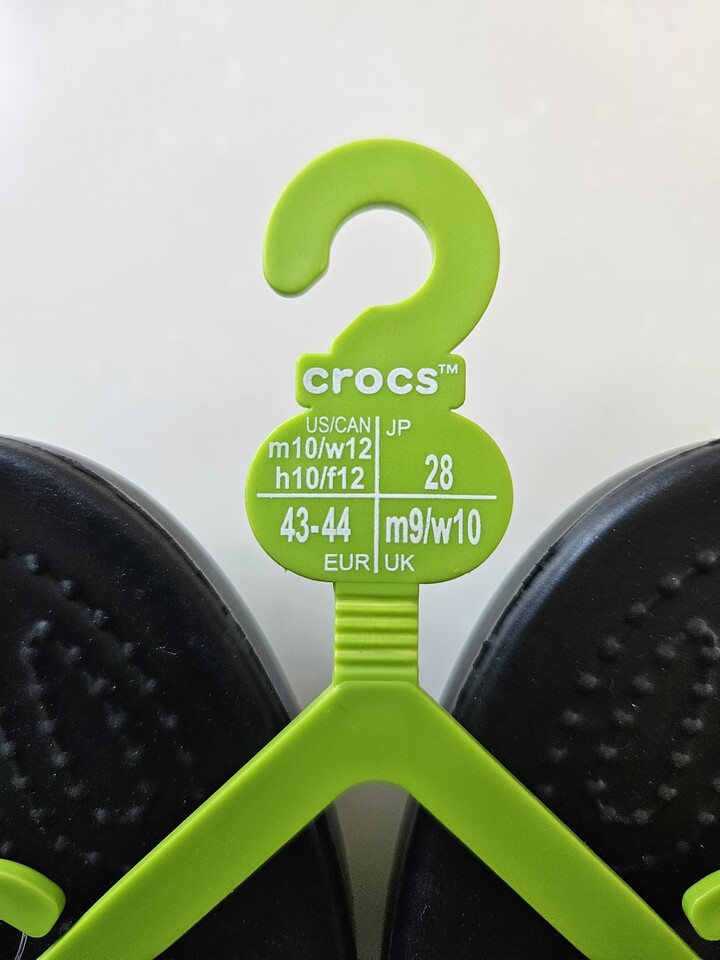 crocs™
US/CAN
m10/w12
h10/f12
JP
28
43-44
EUR
m9/w10
UK